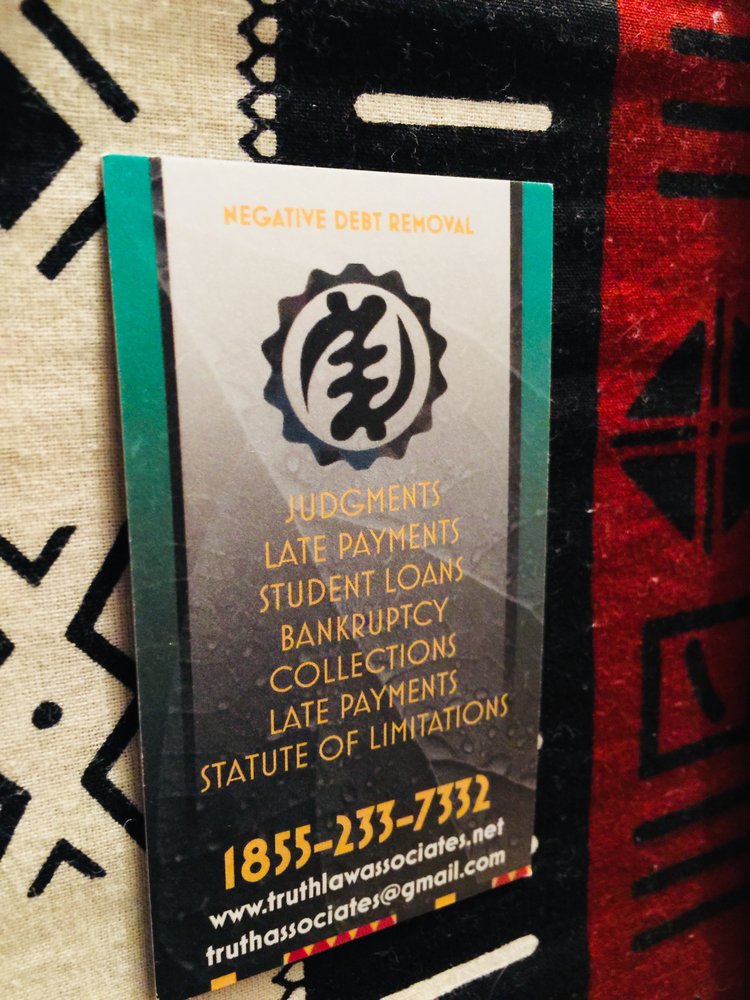 NEGATIVE DEBT REMOVAL
JUDGMENTS
LATE PAYMENTS
STUDENT LOANS
BANKRUPTCY
COLLECTIONS
LATE PAYMENTS
STATUTE OF LIMITATIONS
1855-233-7332
www.truthlawassociates.net
truthassociates@gmail.com